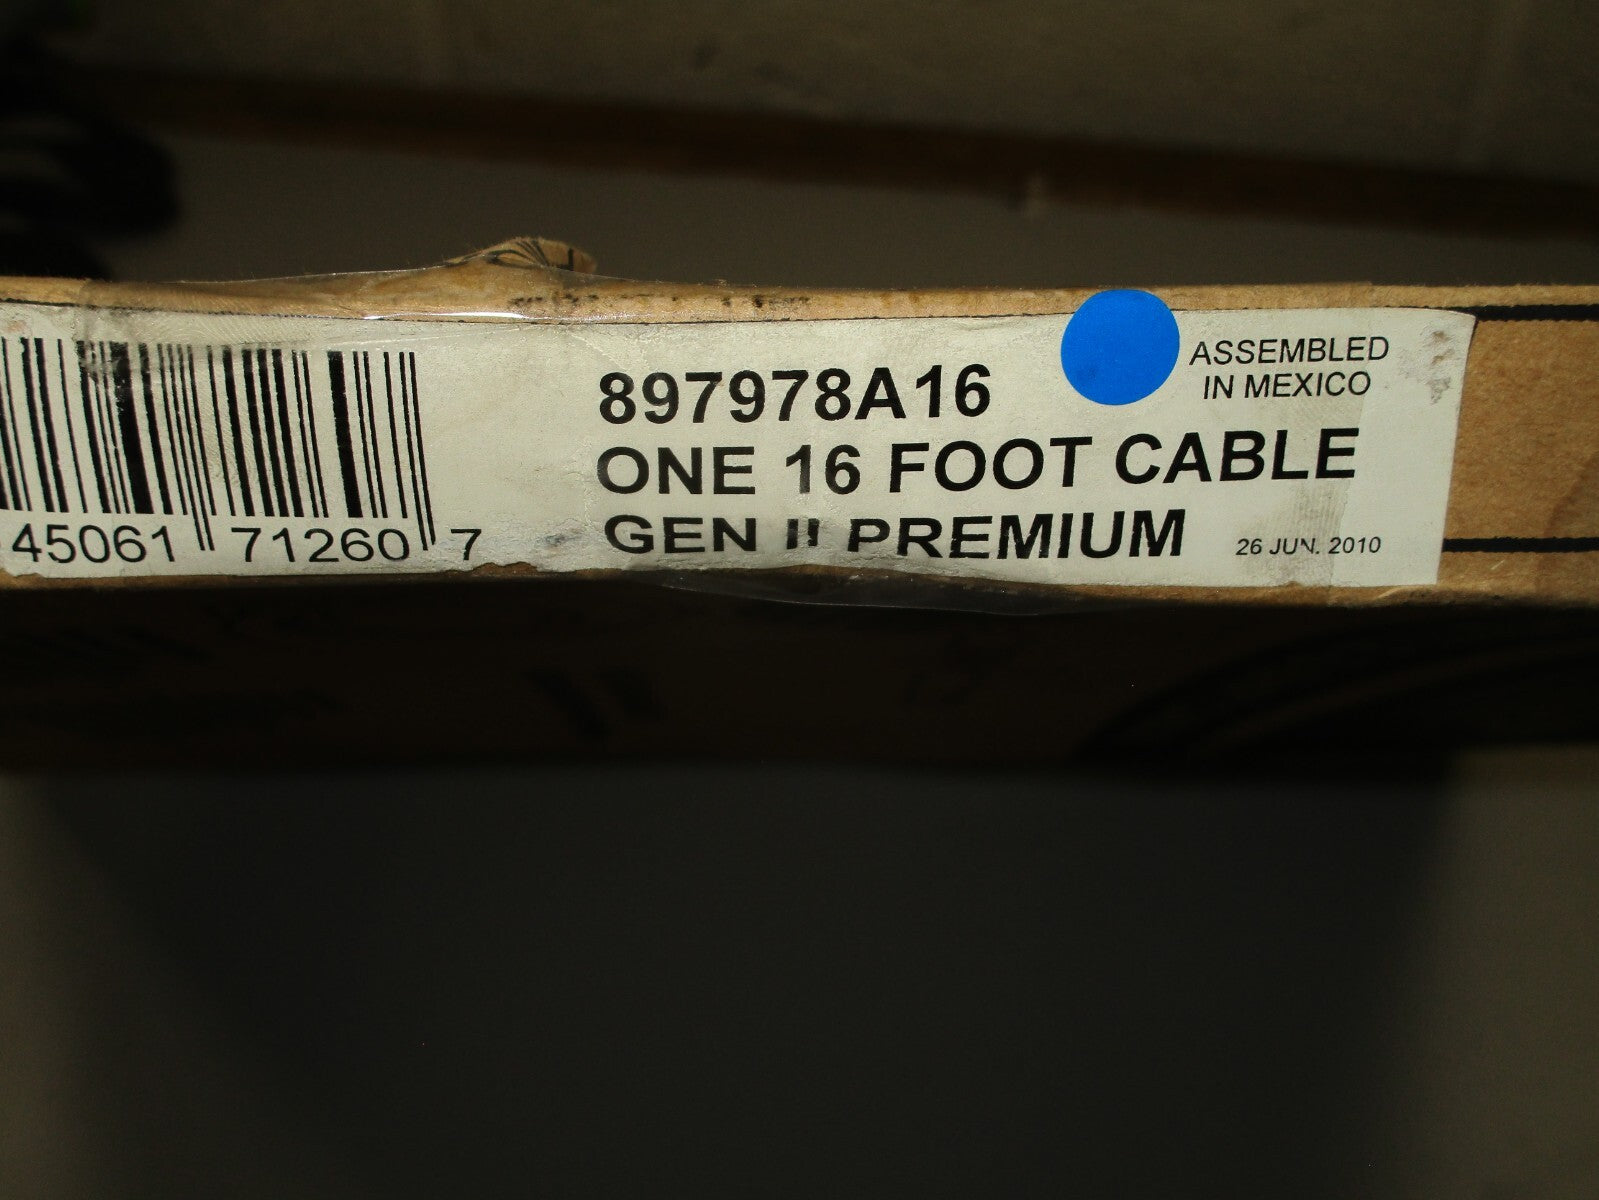 897978A16
ASSEMBLED
IN MEXICO
ONE 16 FOOT CABLE
GEN II PREMIUM
26 JUN. 2010
45061 71260 7